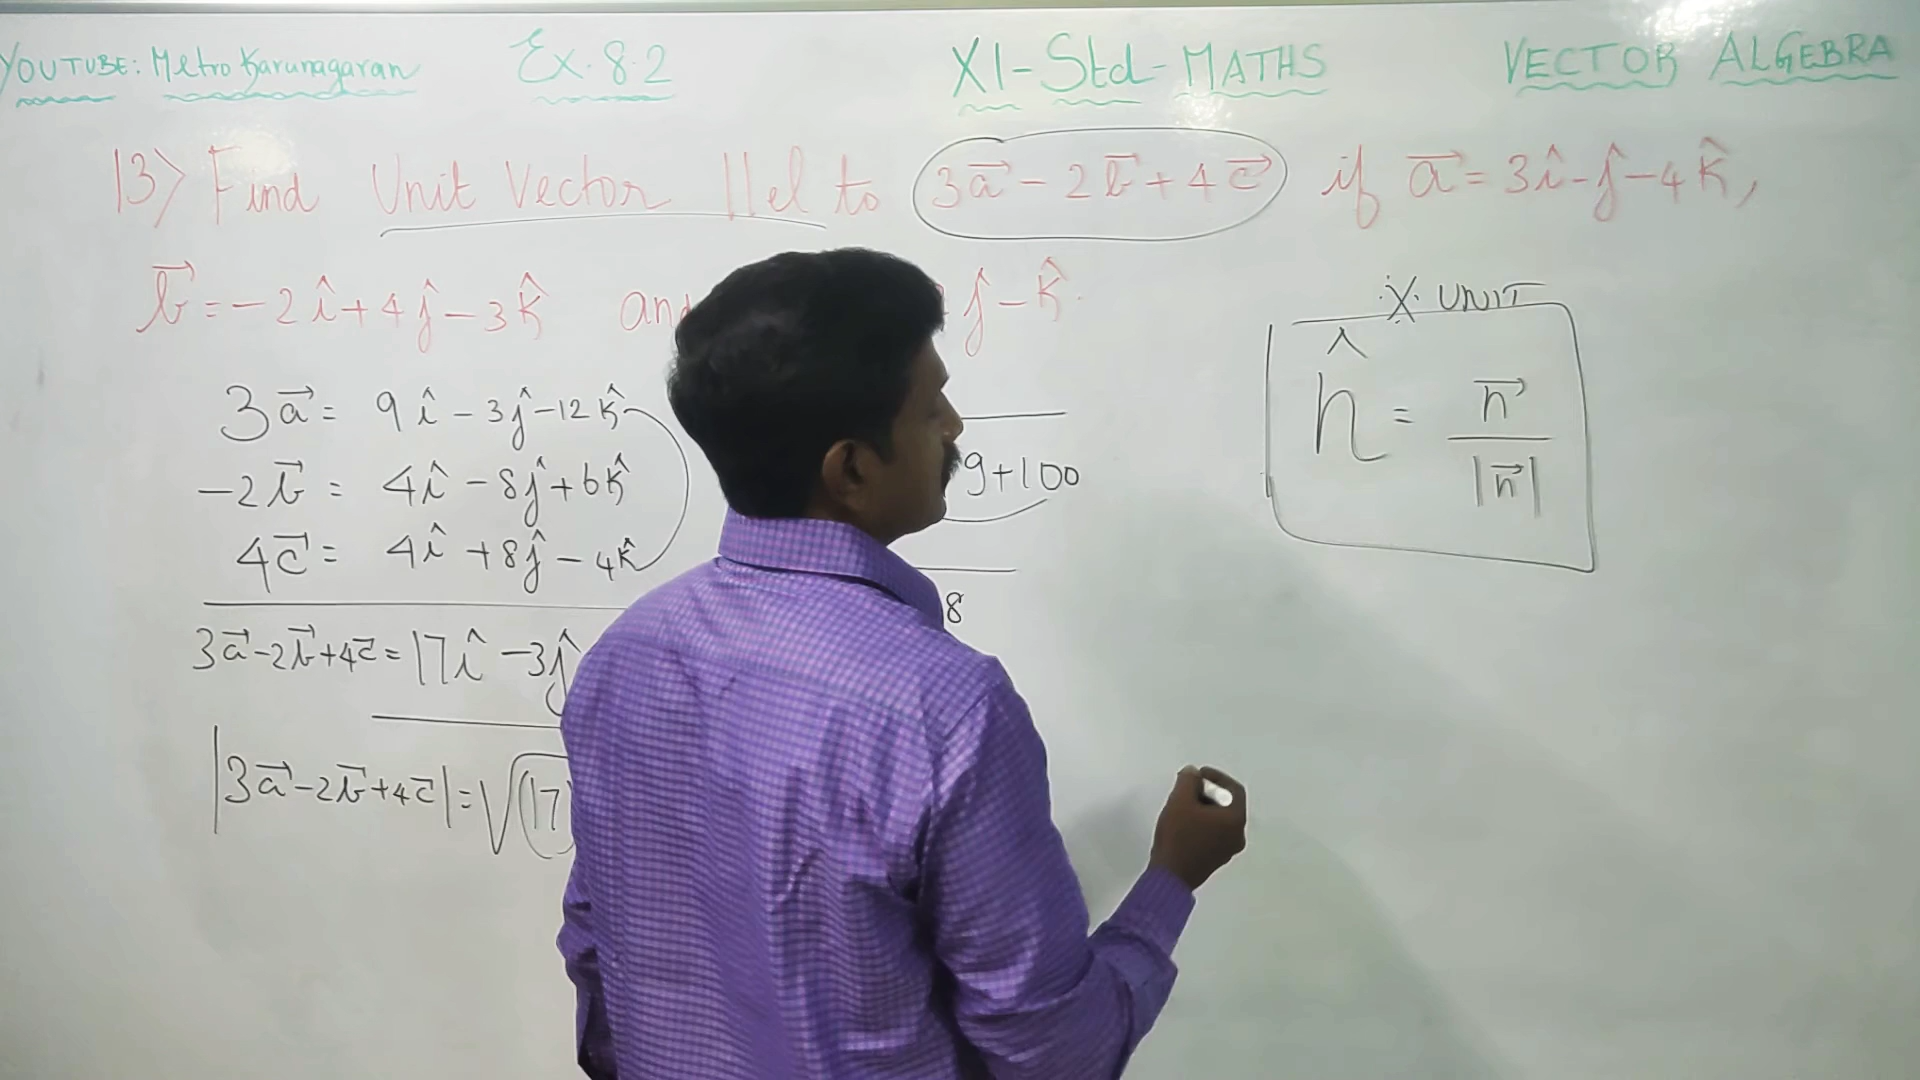 YOUTUBE: Metro Karunagaran Ex.8.2 XI-Std-MATHS VECTOR ALGEBRA
13) Find Unit Vector llel to 3a⃗ - 2b⃗ + 4c⃗ if a⃗ = 3î - ĵ - 4k̂,
b⃗ = -2î + 4ĵ - 3k̂ and ĵ - k̂.
3a⃗ = 9î - 3ĵ - 12k̂
-2b⃗ = 4î - 8ĵ + 6k̂
4c⃗ = 4î + 8ĵ - 4k̂
3a⃗ - 2b⃗ + 4c⃗ = 17î - 3ĵ
|3a⃗ - 2b⃗ + 4c⃗| = √(17)
9+100
8
X UNIT
n̂ = n⃗ / |n⃗|